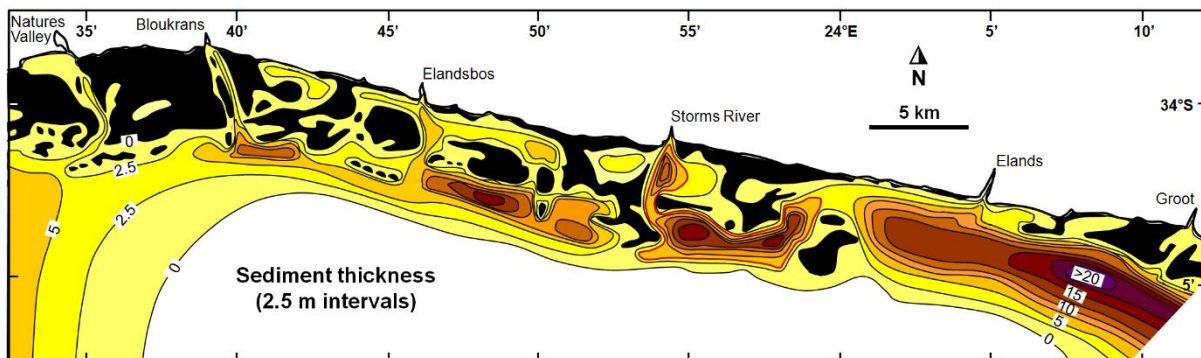 Natures
Valley
35’
Bloukrans
40’
45’
50’
55’
24°E
5’
10’
Elandsbos
N
34°S
Storms River
5 km
Elands
Groot
0
2.5
2.5
5
0
Sediment thickness
(2.5 m intervals)
>20
15
10
5
0
5’